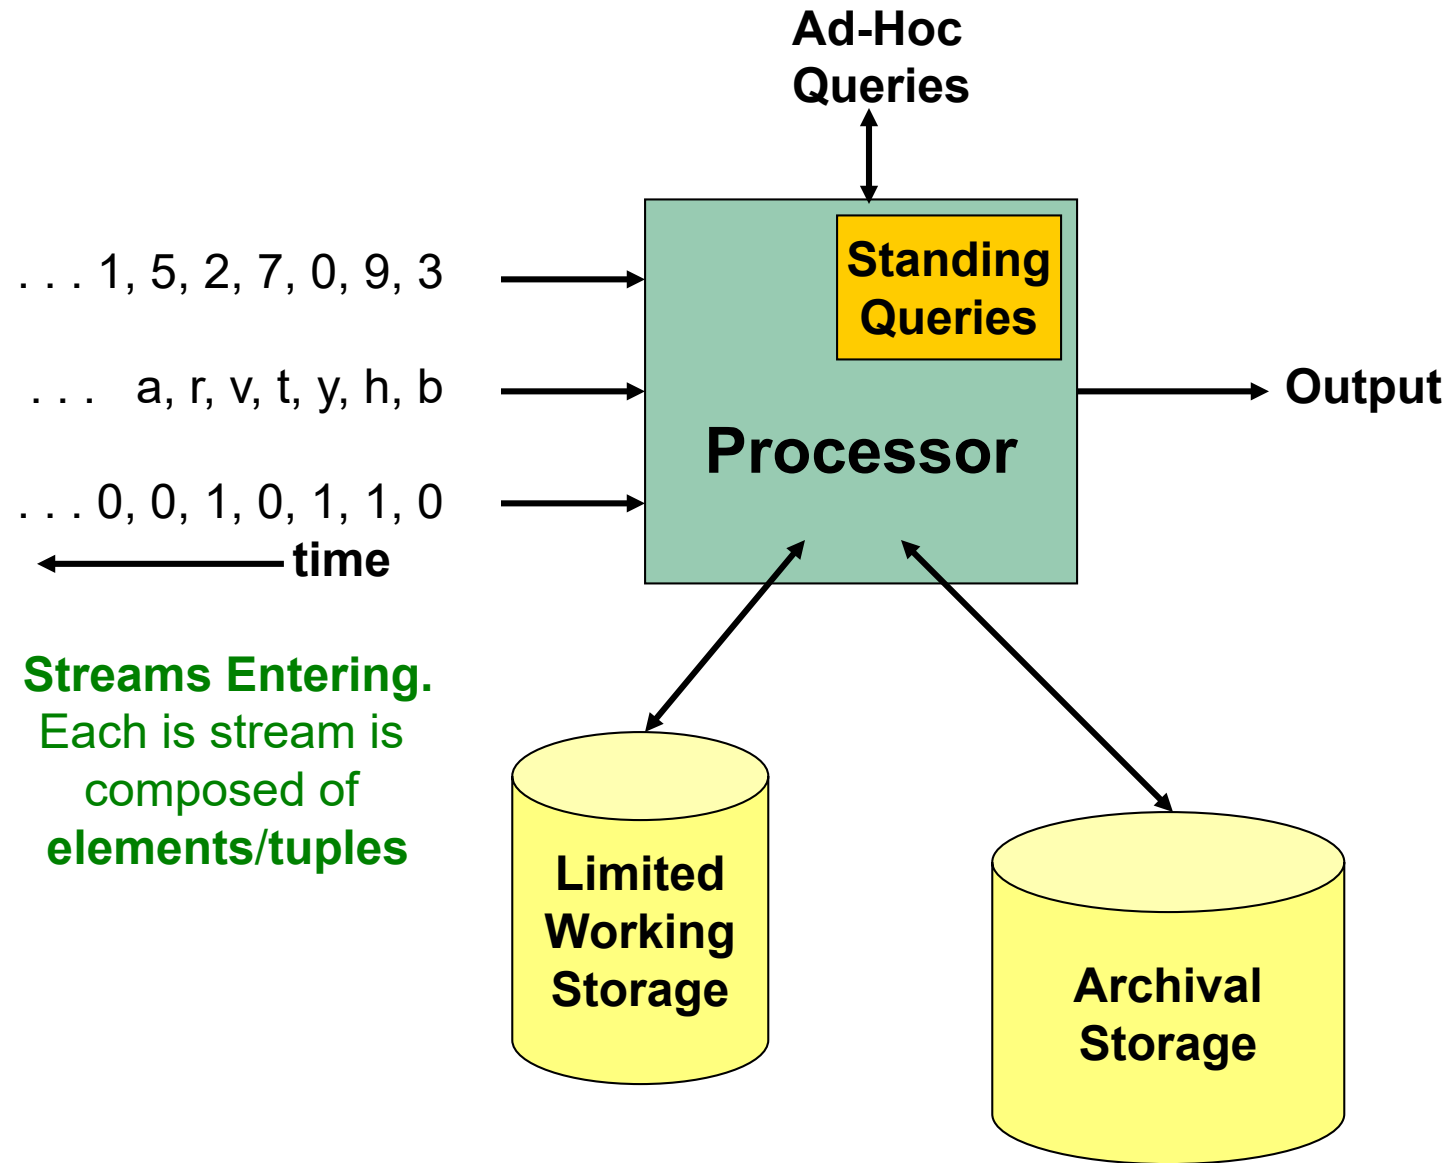 Ad-Hoc
Queries
. . . 1, 5, 2, 7, 0, 9, 3
. . . a, r, v, t, y, h, b
. . . 0, 0, 1, 0, 1, 1, 0
time
Standing
Queries
Processor
Output
Streams Entering.
Each is stream is
composed of
elements/tuples
Limited
Working
Storage
Archival
Storage